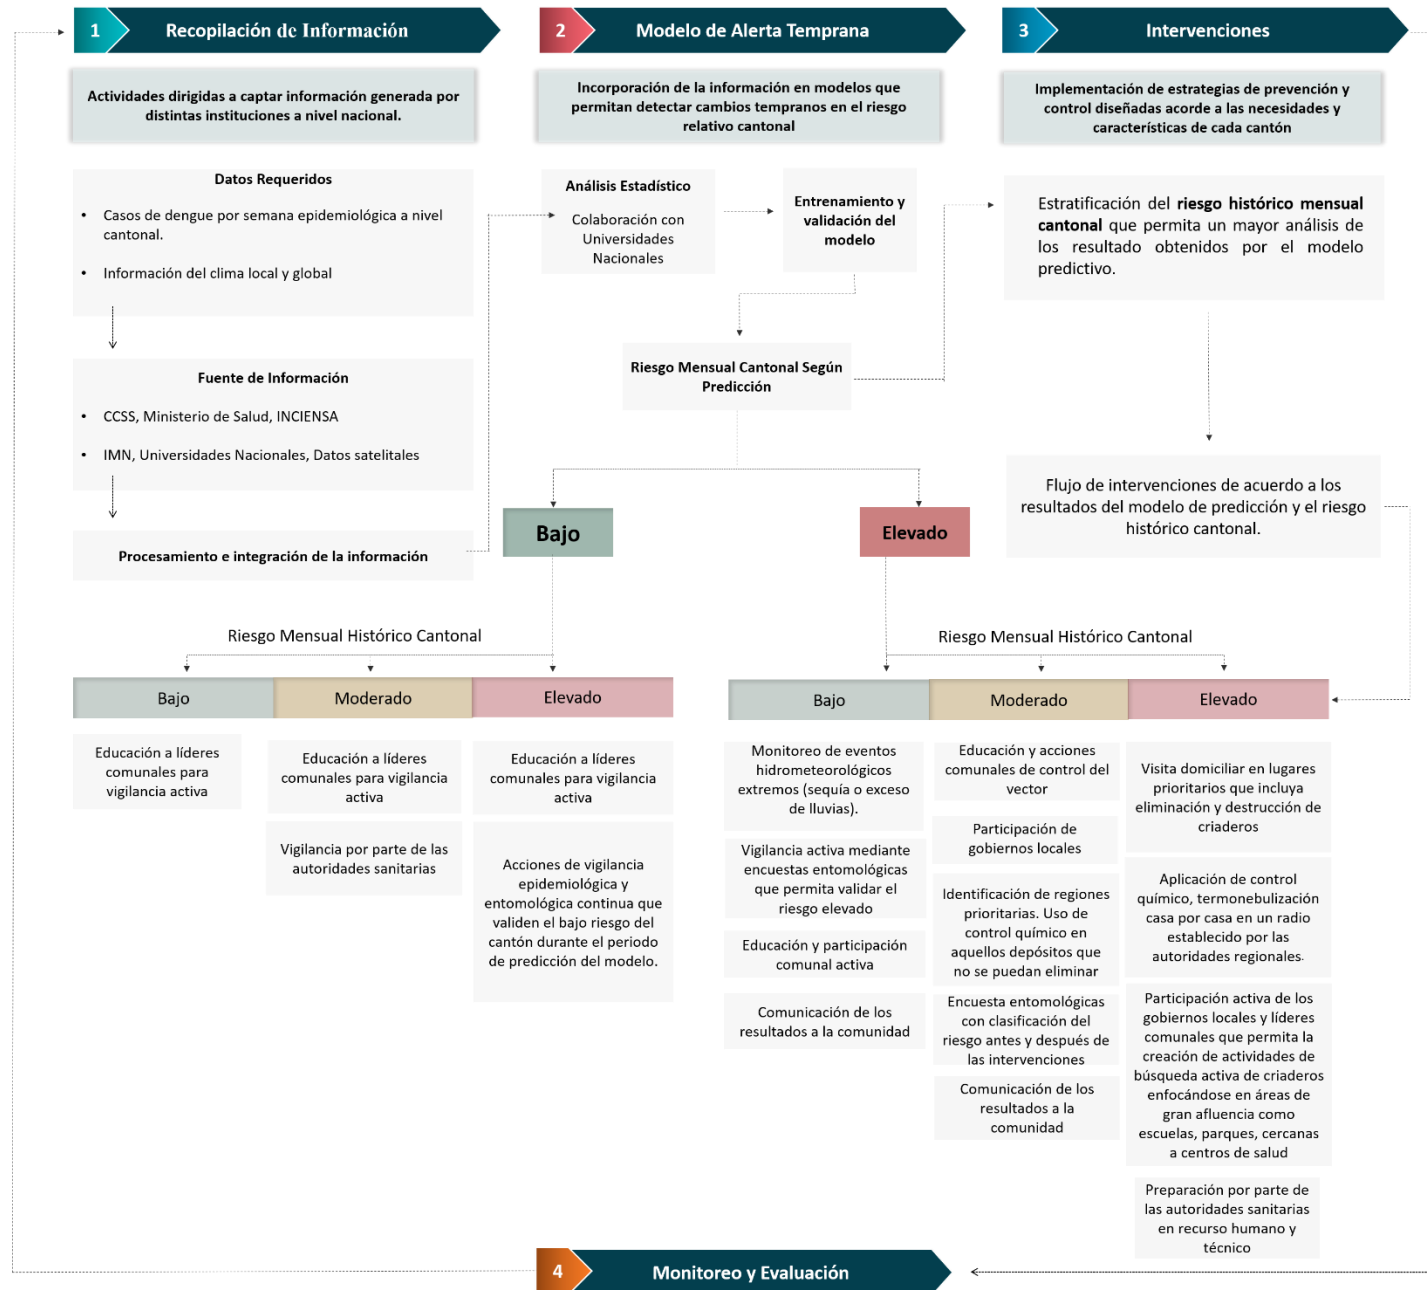 1 Recopilación de Información
Actividades dirigidas a captar información generada por
distintas instituciones a nivel nacional.
Datos Requeridos
• Casos de dengue por semana epidemiológica a nivel
cantonal.
• Información del clima local y global
Fuente de Información
• CCSS, Ministerio de Salud, INCIENSA
• IMN, Universidades Nacionales, Datos satelitales
Procesamiento e integración de la información
2 Modelo de Alerta Temprana
Incorporación de la información en modelos que
permitan detectar cambios tempranos en el riesgo
relativo cantonal
Análisis Estadístico
Colaboración con
Universidades
Nacionales
Entrenamiento y
validación del
modelo
Riesgo Mensual Cantonal Según
Predicción
Bajo
Elevado
3 Intervenciones
Implementación de estrategias de prevención y
control diseñadas acorde a las necesidades y
características de cada cantón
Estratificación del riesgo histórico mensual
cantonal que permita un mayor análisis de
los resultado obtenidos por el modelo
predictivo.
Flujo de intervenciones de acuerdo a los
resultados del modelo de predicción y el riesgo
histórico cantonal.
Riesgo Mensual Histórico Cantonal
Bajo
Educación a líderes
comunales para
vigilancia activa
Moderado
Educación a líderes
comunales para vigilancia
activa
Vigilancia por parte de las
autoridades sanitarias
Elevado
Educación a líderes
comunales para vigilancia
activa
Acciones de vigilancia
epidemiológica y
entomológica continua que
validen el bajo riesgo del
cantón durante el periodo
de predicción del modelo.
Riesgo Mensual Histórico Cantonal
Bajo
Monitoreo de eventos
hidrometeorológicos
extremos (sequía o exceso
de lluvias).
Vigilancia activa mediante
encuestas entomológicas
que permita validar el
riesgo elevado
Educación y participación
comunal activa
Comunicación de los
resultados a la comunidad
Moderado
Educación y acciones
comunales de control del
vector
Participación de
gobiernos locales
Identificación de regiones
prioritarias. Uso de
control químico en
aquellos depósitos que
no se puedan eliminar
Encuesta entomológicas
con clasificación del
riesgo antes y después de
las intervenciones
Comunicación de los
resultados a la
comunidad
Elevado
Visita domiciliar en lugares
prioritarios que incluya
eliminación y destrucción de
criaderos
Aplicación de control
químico, termonebulización
casa por casa en un radio
establecido por las
autoridades regionales.
Participación activa de los
gobiernos locales y líderes
comunales que permita la
creación de actividades de
búsqueda activa de criaderos
enfocándose en áreas de
gran afluencia como
escuelas, parques, cercanas
a centros de salud
Preparación por parte de
las autoridades sanitarias
en recurso humano y
técnico
4 Monitoreo y Evaluación